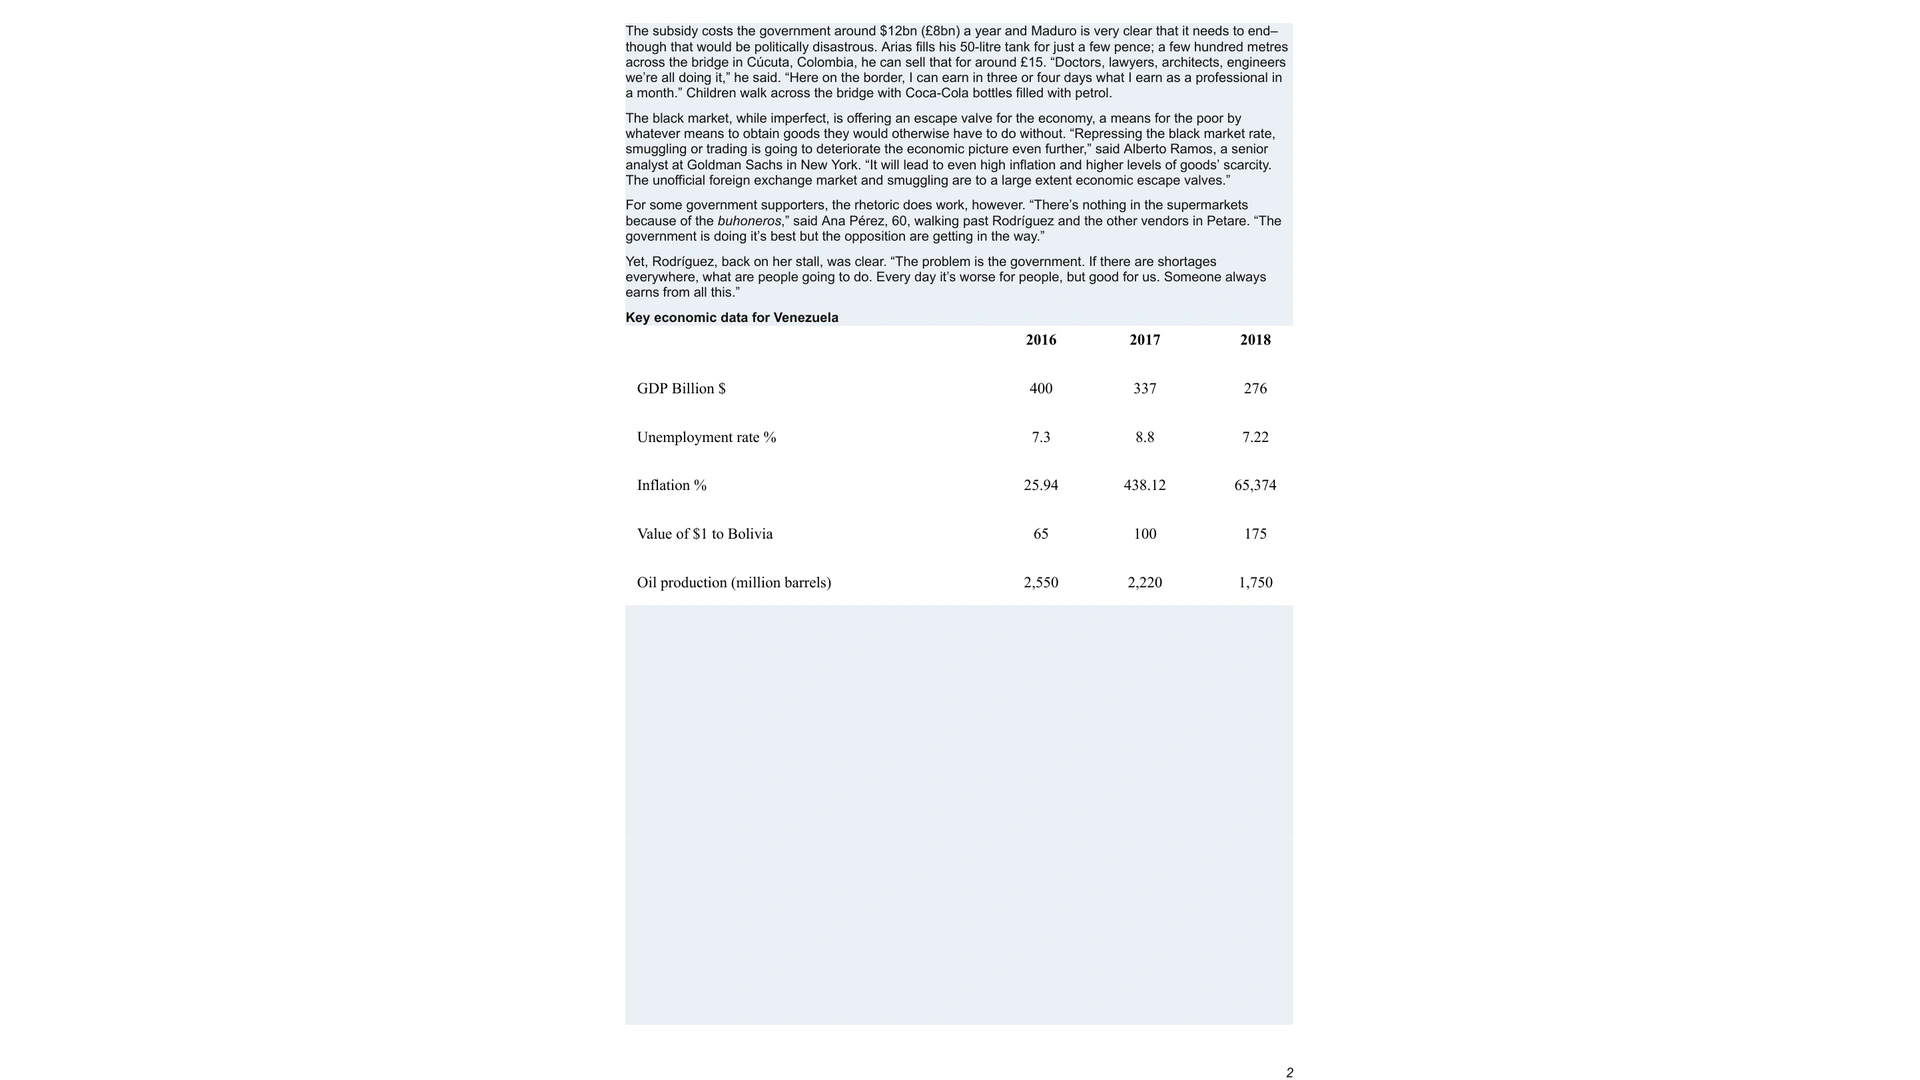 The subsidy costs the government around $12bn (£8bn) a year and Maduro is very clear that it needs to end–
though that would be politically disastrous. Arias fills his 50-litre tank for just a few pence; a few hundred metres
across the bridge in Cúcuta, Colombia, he can sell that for around £15. “Doctors, lawyers, architects, engineers
we’re all doing it,” he said. “Here on the border, I can earn in three or four days what I earn as a professional in
a month.” Children walk across the bridge with Coca-Cola bottles filled with petrol.
The black market, while imperfect, is offering an escape valve for the economy, a means for the poor by
whatever means to obtain goods they would otherwise have to do without. “Repressing the black market rate,
smuggling or trading is going to deteriorate the economic picture even further,” said Alberto Ramos, a senior
analyst at Goldman Sachs in New York. “It will lead to even high inflation and higher levels of goods’ scarcity.
The unofficial foreign exchange market and smuggling are to a large extent economic escape valves.”
For some government supporters, the rhetoric does work, however. “There’s nothing in the supermarkets
because of the buhoneros,” said Ana Pérez, 60, walking past Rodríguez and the other vendors in Petare. “The
government is doing it’s best but the opposition are getting in the way.”
Yet, Rodríguez, back on her stall, was clear. “The problem is the government. If there are shortages
everywhere, what are people going to do. Every day it’s worse for people, but good for us. Someone always
earns from all this.”
Key economic data for Venezuela
2016 2017 2018
GDP Billion $ 400 337 276
Unemployment rate % 7.3 8.8 7.22
Inflation % 25.94 438.12 65,374
Value of $1 to Bolivia 65 100 175
Oil production (million barrels) 2,550 2,220 1,750
2